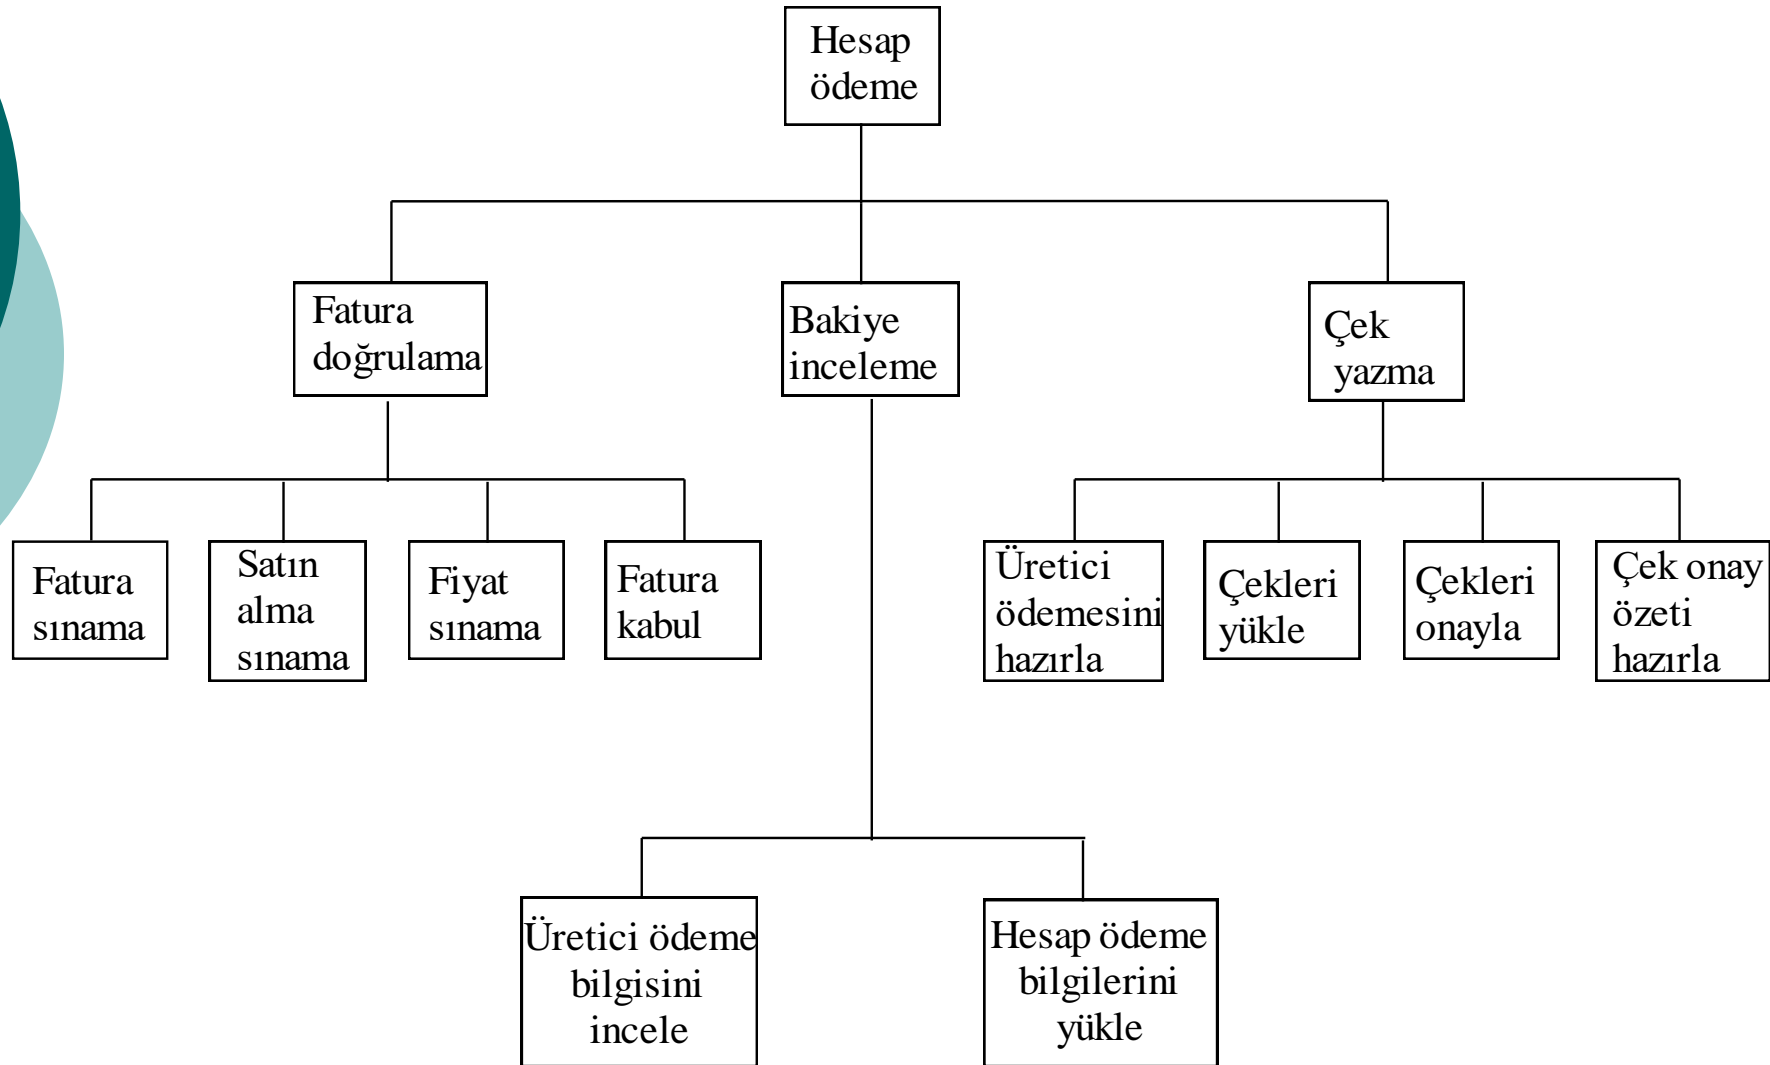 Hesap
ödeme
Fatura
doğrulama
Bakiye
inceleme
Çek
yazma
Fatura
sınama
Satın
alma
sınama
Fiyat
sınama
Fatura
kabul
Üretici
ödemesini
hazırla
Çekleri
yükle
Çekleri
onayla
Çek onay
özeti
hazırla
Üretici ödeme
bilgisini
incele
Hesap ödeme
bilgilerini
yükle